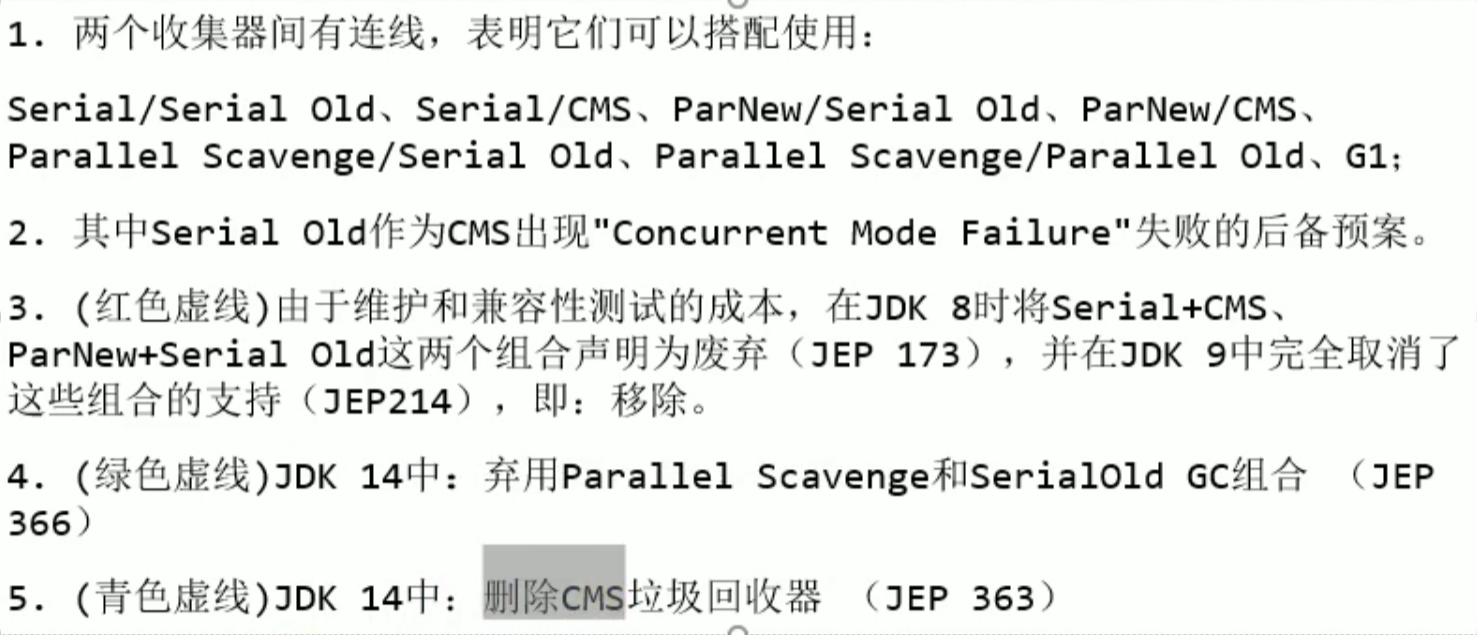 1. 两个收集器间有连线，表明它们可以搭配使用：
Serial/Serial Old、Serial/CMS、ParNew/Serial Old、ParNew/CMS、
Parallel Scavenge/Serial Old、Parallel Scavenge/Parallel Old、G1；
2. 其中Serial Old作为CMS出现"Concurrent Mode Failure"失败的后备预案。
3. (红色虚线)由于维护和兼容性测试的成本，在JDK 8时将Serial+CMS、
ParNew+Serial Old这两个组合声明为废弃（JEP 173），并在JDK 9中完全取消了
这些组合的支持（JEP214），即：移除。
4. (绿色虚线)JDK 14中：弃用Parallel Scavenge和SerialOld GC组合 （JEP
366）
5. (青色虚线)JDK 14中：删除CMS垃圾回收器 （JEP 363）